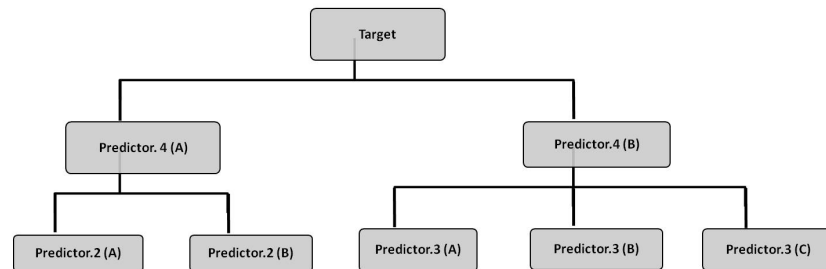 Target
Predictor. 4 (A)
Predictor.4 (B)
Predictor.2 (A)
Predictor.2 (B)
Predictor.3 (A)
Predictor.3 (B)
Predictor.3 (C)